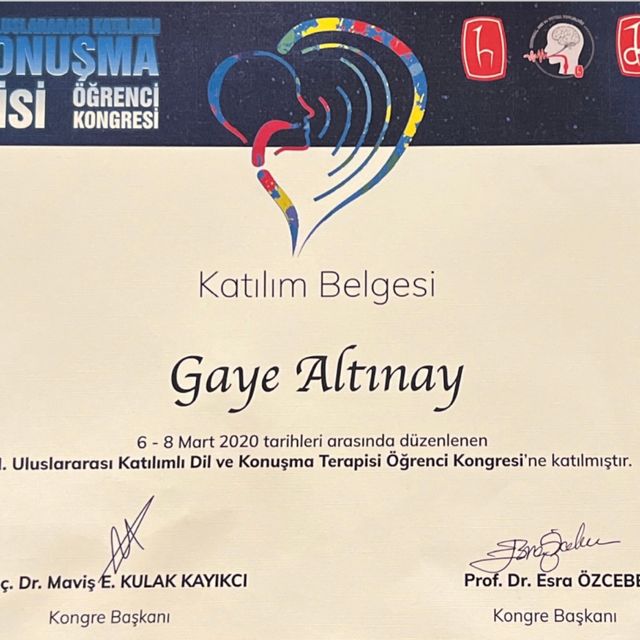 ULUSLARARASI KATILIMLI
KONUŞMA
İSİ ÖĞRENCİ
KONGRESİ
Katılım Belgesi
Gaye Altınay
6 - 8 Mart 2020 tarihleri arasında düzenlenen
I. Uluslararası Katılımlı Dil ve Konuşma Terapisi Öğrenci Kongresi'ne katılmıştır.
ç. Dr. Maviş E. KULAK KAYIKCI
Prof. Dr. Esra ÖZCEBE
Kongre Başkanı
Kongre Başkanı